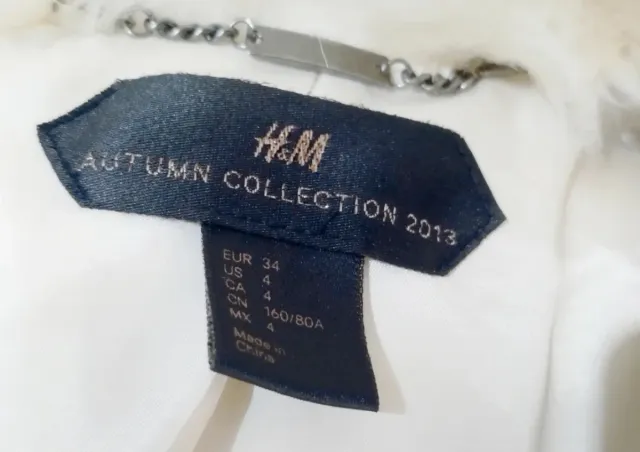 H&M
AUTUMN COLLECTION 2013
EUR 34
US 4
CA 4
CN 160/80A
MX 4
Made in
China